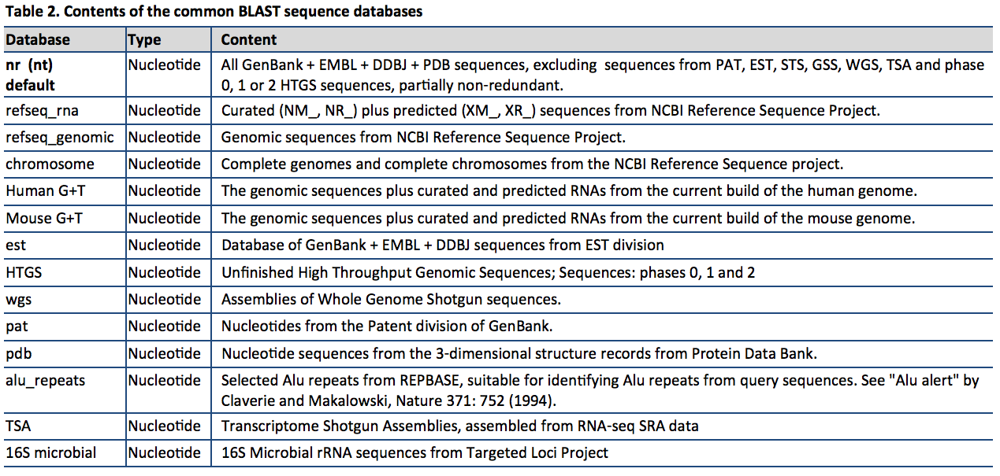 Table 2. Contents of the common BLAST sequence databases
Database Type Content
nr (nt) Nucleotide All GenBank + EMBL + DDBJ + PDB sequences, excluding sequences from PAT, EST, STS, GSS, WGS, TSA and phase
default 0, 1 or 2 HTGS sequences, partially non-redundant.
refseq_rna Nucleotide Curated (NM_, NR_) plus predicted (XM_, XR_) sequences from NCBI Reference Sequence Project.
refseq_genomic Nucleotide Genomic sequences from NCBI Reference Sequence Project.
chromosome Nucleotide Complete genomes and complete chromosomes from the NCBI Reference Sequence project.
Human G+T Nucleotide The genomic sequences plus curated and predicted RNAs from the current build of the human genome.
Mouse G+T Nucleotide The genomic sequences plus curated and predicted RNAs from the current build of the mouse genome.
est Nucleotide Database of GenBank + EMBL + DDBJ sequences from EST division
HTGS Nucleotide Unfinished High Throughput Genomic Sequences; Sequences: phases 0, 1 and 2
wgs Nucleotide Assemblies of Whole Genome Shotgun sequences.
pat Nucleotide Nucleotides from the Patent division of GenBank.
pdb Nucleotide Nucleotide sequences from the 3-dimensional structure records from Protein Data Bank.
alu_repeats Nucleotide Selected Alu repeats from REPBASE, suitable for identifying Alu repeats from query sequences. See "Alu alert" by
Claverie and Makalowski, Nature 371: 752 (1994).
TSA Nucleotide Transcriptome Shotgun Assemblies, assembled from RNA-seq SRA data
16S microbial Nucleotide 16S Microbial rRNA sequences from Targeted Loci Project